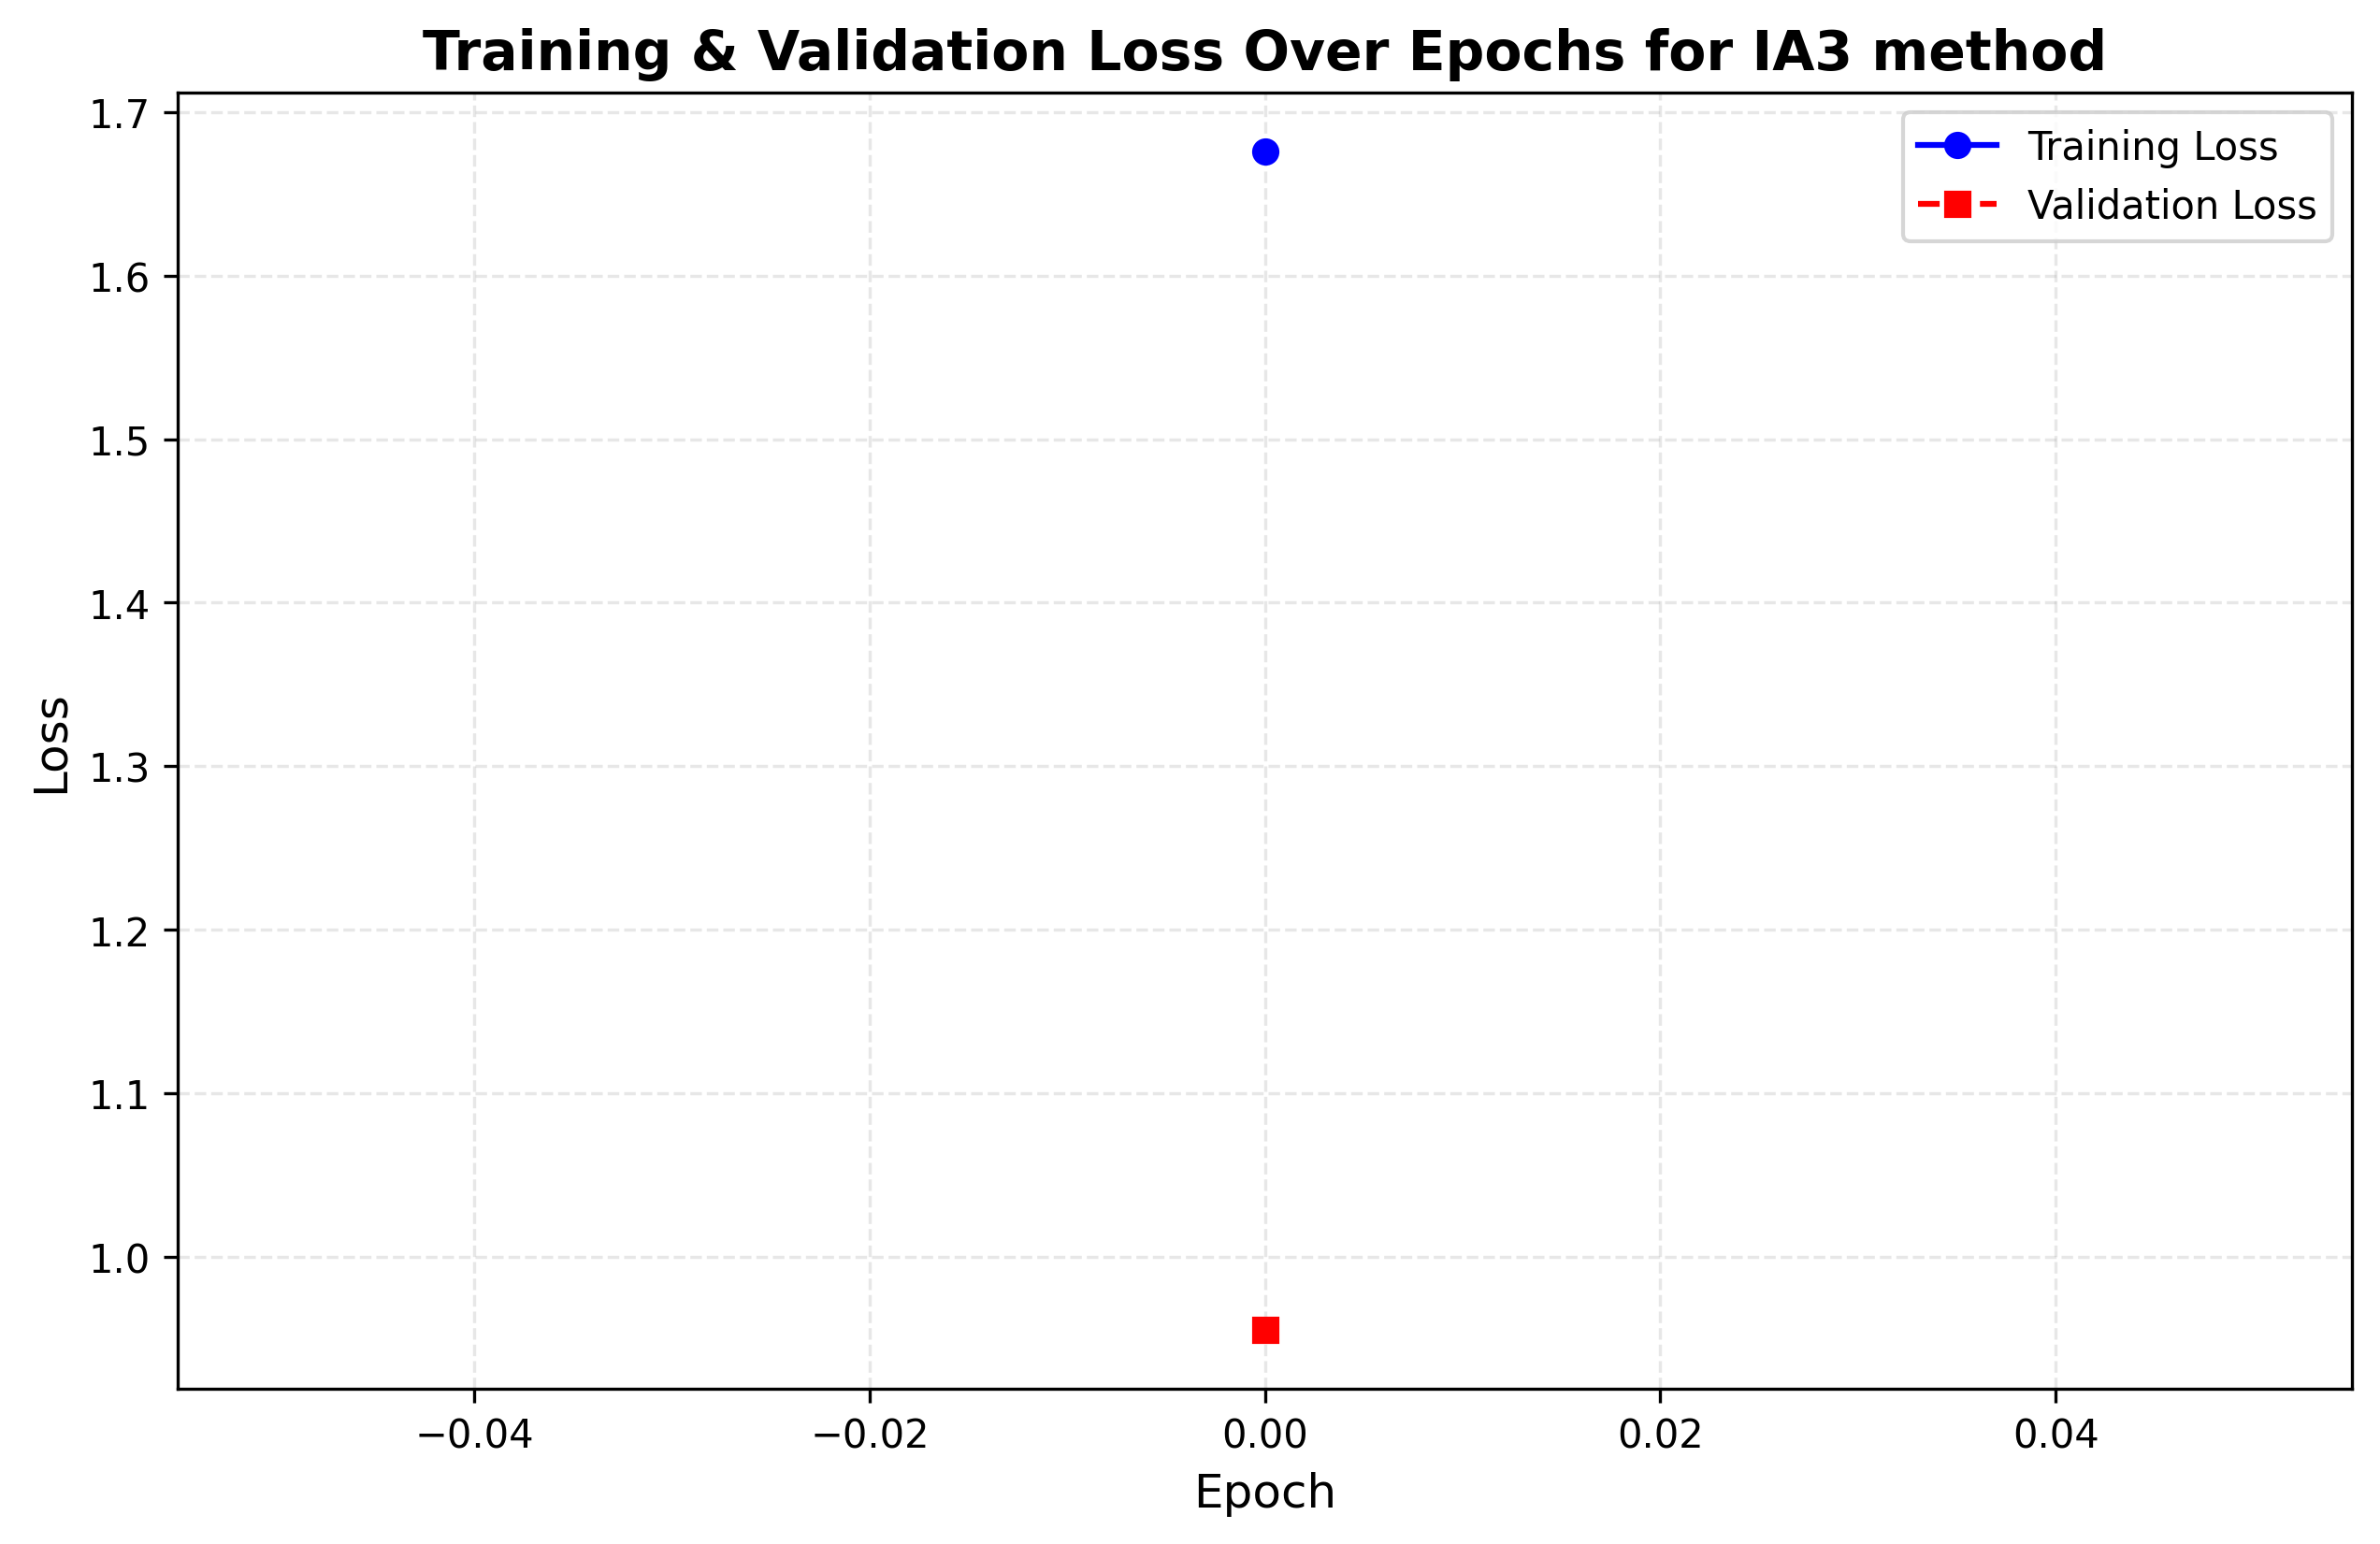 Training & Validation Loss Over Epochs for IA3 method
Training Loss
Validation Loss
Loss
1.7
1.6
1.5
1.4
1.3
1.2
1.1
1.0
−0.04
−0.02
0.00
0.02
0.04
Epoch